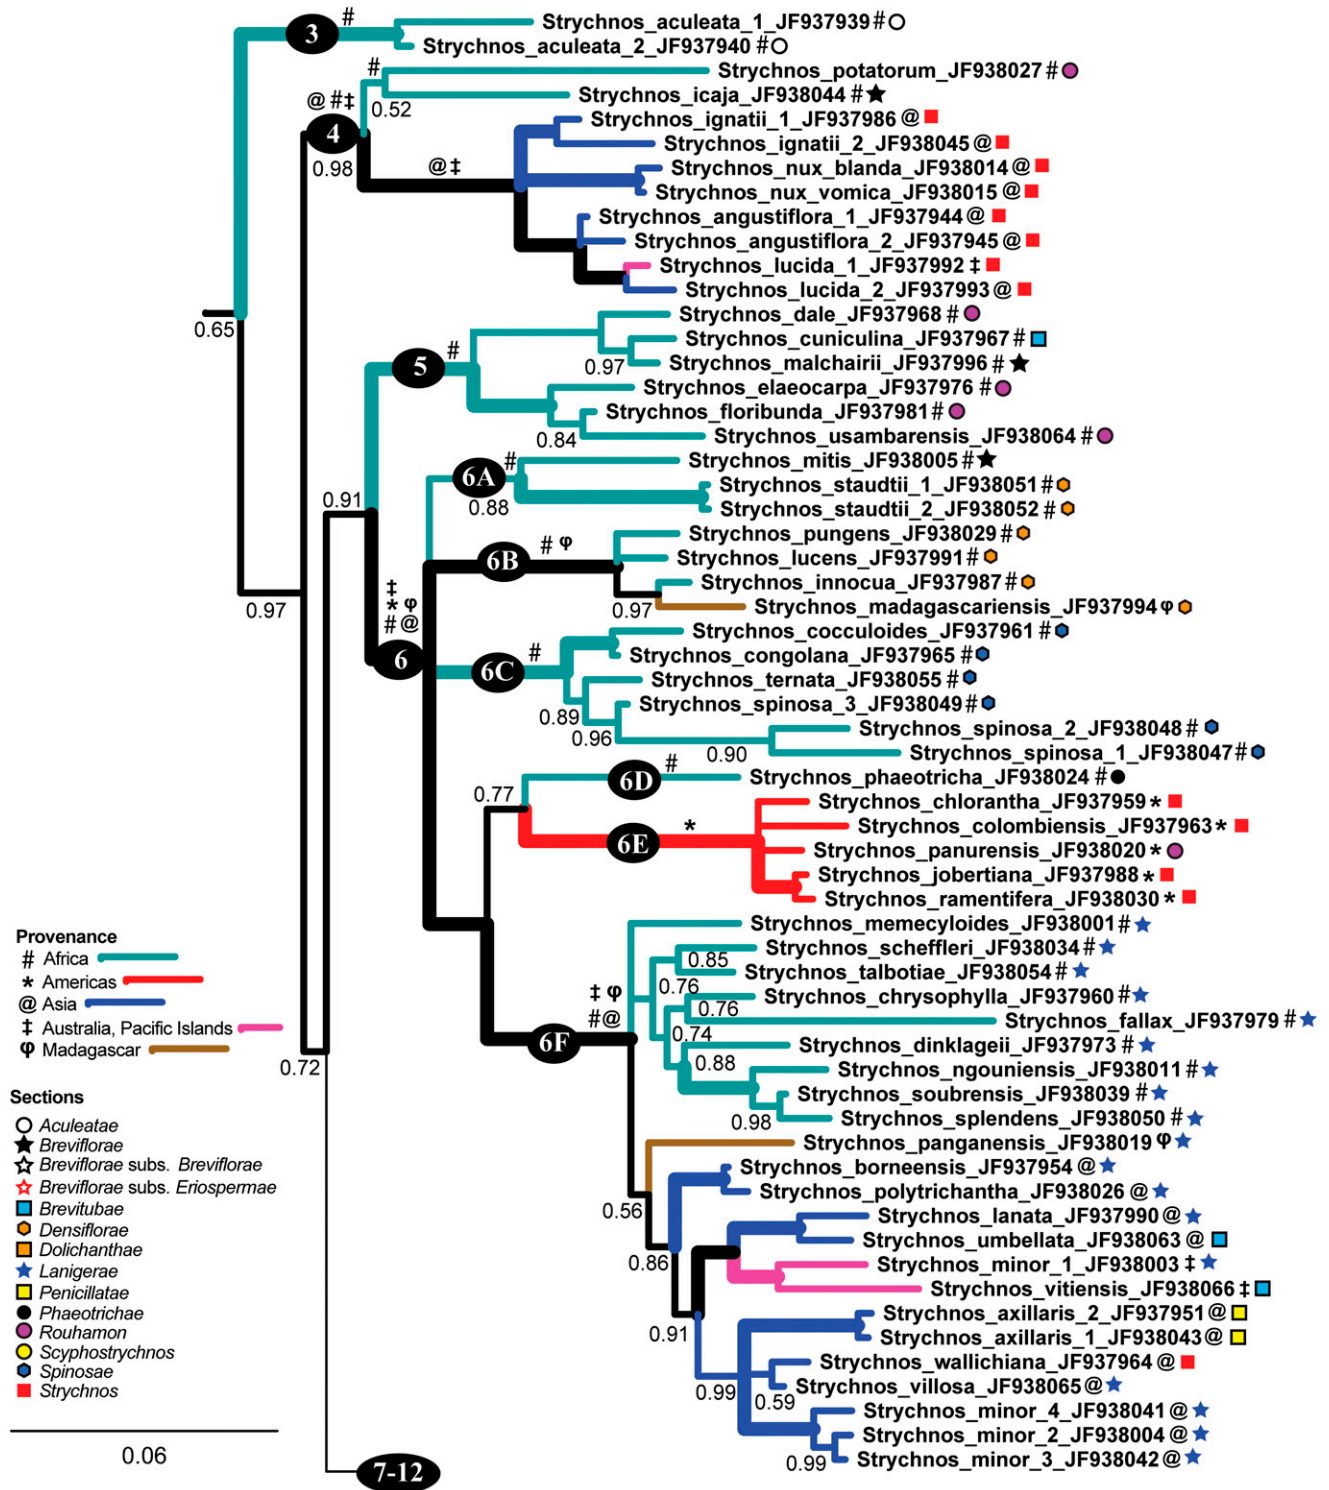 3 #
Strychnos_aculeata_1_JF937939 #
Strychnos_aculeata_2_JF937940 #
#
Strychnos_potatorum_JF938027 #
0.52
Strychnos_icaja_JF938044 #
@ # ‡
4
0.98
Strychnos_ignatii_1_JF937986 @
Strychnos_ignatii_2_JF938045 @
@ ‡
Strychnos_nux_blanda_JF938014 @
Strychnos_nux_vomica_JF938015 @
Strychnos_angustiflora_1_JF937944 @
Strychnos_angustiflora_2_JF937945 @
Strychnos_lucida_1_JF937992 ‡
Strychnos_lucida_2_JF937993 @
0.65
Strychnos_dale_JF937968 #
Strychnos_cuniculina_JF937967 #
5 #
0.97
Strychnos_malchairii_JF937996 #
Strychnos_elaeocarpa_JF937976 #
Strychnos_floribunda_JF937981 #
0.84
Strychnos_usambarensis_JF938064 #
Strychnos_mitis_JF938005 #
6A #
0.88
Strychnos_staudtii_1_JF938051 #
0.91
Strychnos_staudtii_2_JF938052 #
Strychnos_pungens_JF938029 #
6B # φ
Strychnos_lucens_JF937991 #
Strychnos_innocua_JF937987 #
0.97
0.97
Strychnos_madagascariensis_JF937994 φ
‡
* φ
# @
6
Strychnos_cocculoides_JF937961 #
6C #
Strychnos_congolana_JF937965 #
Strychnos_ternata_JF938055 #
0.89
Strychnos_spinosa_3_JF938049 #
0.96
Strychnos_spinosa_2_JF938048 #
0.90
Strychnos_spinosa_1_JF938047 #
6D #
Strychnos_phaeotricha_JF938024 #
0.77
Strychnos_chlorantha_JF937959 *
Strychnos_colombiensis_JF937963 *
6E *
Strychnos_panurensis_JF938020 *
Strychnos_jobertiana_JF937988 *
Strychnos_ramentifera_JF938030 *
Strychnos_memecyloides_JF938001 #
Strychnos_scheffleri_JF938034 #
0.85
Strychnos_talbotiae_JF938054 #
0.76
Strychnos_chrysophylla_JF937960 #
0.76
Strychnos_fallax_JF937979 #
‡ φ
#@
6F
0.74
Strychnos_dinklageii_JF937973 #
0.88
Strychnos_ngouniensis_JF938011 #
0.72
Strychnos_soubrensis_JF938039 #
0.98
Strychnos_splendens_JF938050 #
Strychnos_panganensis_JF938019 φ
Strychnos_borneensis_JF937954 @
Strychnos_polytrichantha_JF938026 @
0.56
Strychnos_lanata_JF937990 @
Strychnos_umbellata_JF938063 @
0.86
Strychnos_minor_1_JF938003 ‡
Strychnos_vitiensis_JF938066 ‡
Strychnos_axillaris_2_JF937951 @
0.91
Strychnos_axillaris_1_JF938043 @
Strychnos_wallichiana_JF937964 @
0.99
0.59
Strychnos_villosa_JF938065 @
Strychnos_minor_4_JF938041 @
Strychnos_minor_2_JF938004 @
0.99
Strychnos_minor_3_JF938042 @
7-12
Provenance
# Africa
* Americas
@ Asia
‡ Australia, Pacific Islands
φ Madagascar
Sections
Aculeatae
Breviflorae
Breviflorae subs. Breviflorae
Breviflorae subs. Eriospermae
Brevitubae
Densiflorae
Dolichanthae
Lanigerae
Penicillatae
Phaeotrichae
Rouhamon
Scyphostrychnos
Spinosae
Strychnos
0.06